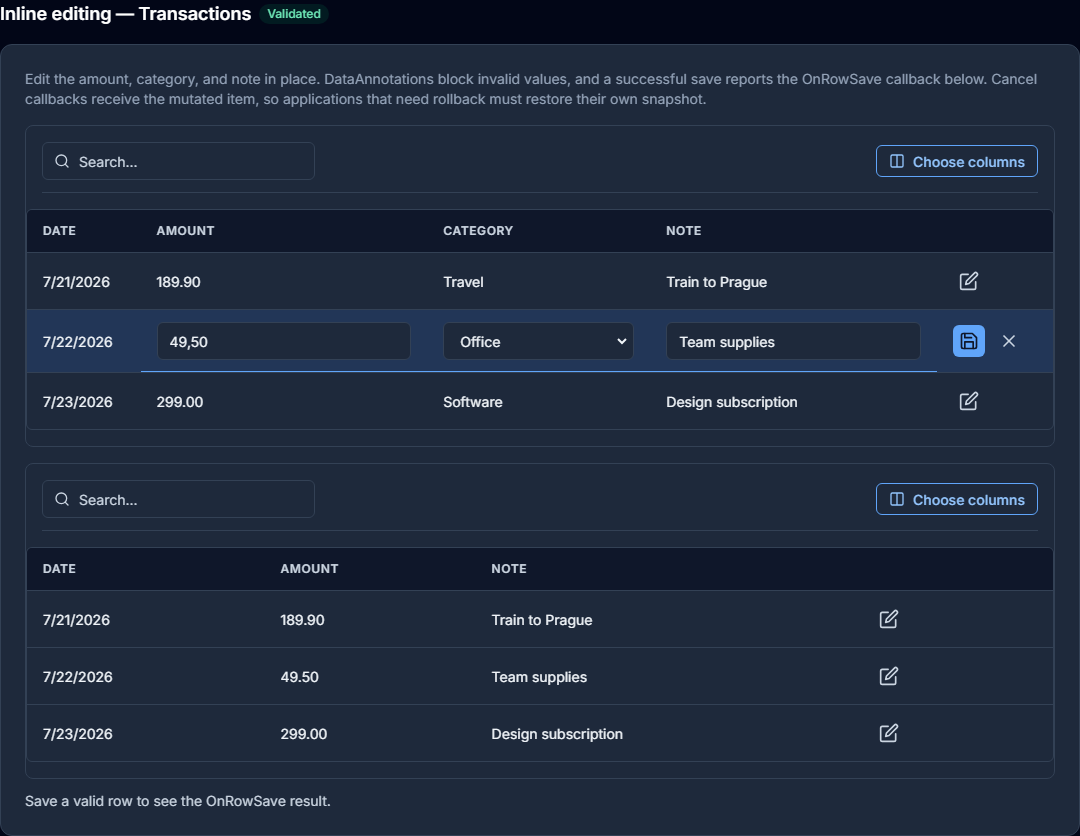 Inline editing — Transactions Validated
Edit the amount, category, and note in place. DataAnnotations block invalid values, and a successful save reports the OnRowSave callback below. Cancel
callbacks receive the mutated item, so applications that need rollback must restore their own snapshot.
Search... Choose columns
DATE AMOUNT CATEGORY NOTE
7/21/2026 189.90 Travel Train to Prague
7/22/2026 49,50 Office Team supplies
7/23/2026 299.00 Software Design subscription
Search... Choose columns
DATE AMOUNT NOTE
7/21/2026 189.90 Train to Prague
7/22/2026 49.50 Team supplies
7/23/2026 299.00 Design subscription
Save a valid row to see the OnRowSave result.